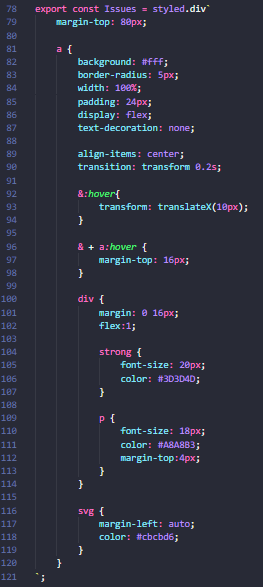 78 export const Issues = styled.div`
79     margin-top: 80px;
80
81     a {
82         background: #fff;
83         border-radius: 5px;
84         width: 100%;
85         padding: 24px;
86         display: flex;
87         text-decoration: none;
88
89         align-items: center;
90         transition: transform 0.2s;
91
92         &:hover{
93             transform: translateX(10px);
94         }
95
96         & + a:hover {
97             margin-top: 16px;
98         }
99
100         div {
101             margin: 0 16px;
102             flex:1;
103
104             strong {
105                 font-size: 20px;
106                 color: #3D3D4D;
107             }
108
109             p {
110                 font-size: 18px;
111                 color: #A8A8B3;
112                 margin-top:4px;
113             }
114         }
115
116         svg {
117             margin-left: auto;
118             color: #cbcbd6;
119         }
120     }
121 `;